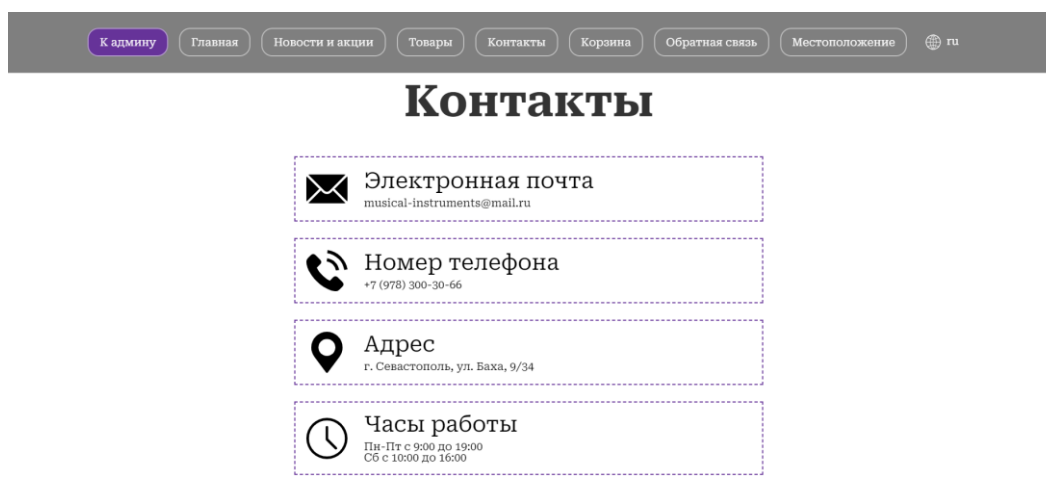 К админу Главная Новости и акции Товары Контакты Корзина Обратная связь Местоположение ru
Контакты
Электронная почта
musical-instruments@mail.ru
Номер телефона
+7 (978) 300-30-66
Адрес
г. Севастополь, ул. Баха, 9/34
Часы работы
Пн-Пт с 9:00 до 19:00
Сб с 10:00 до 16:00